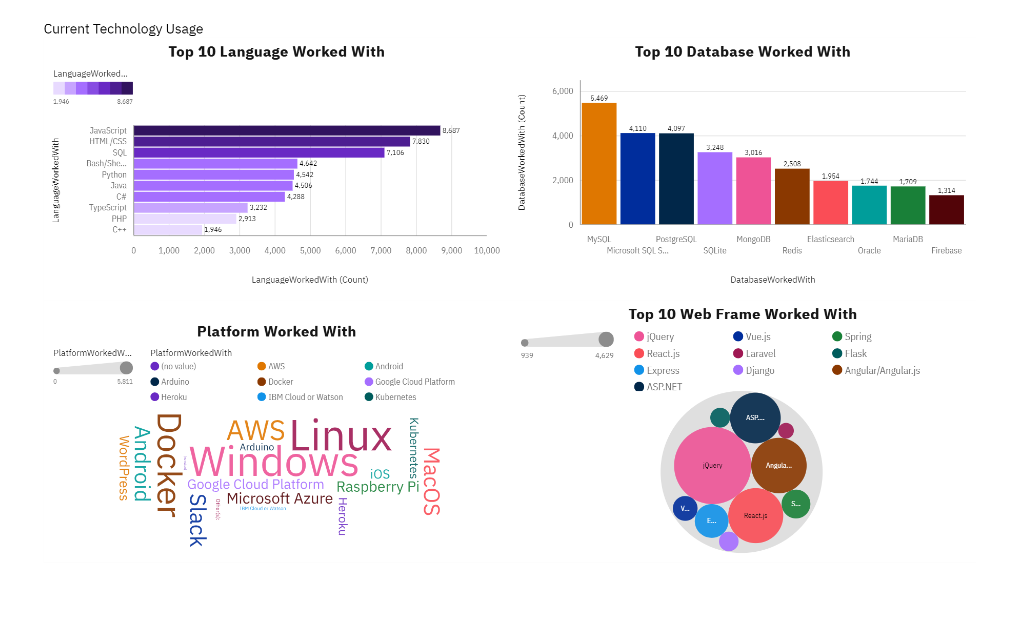 Current Technology Usage
Top 10 Language Worked With
LanguageWorked...
1.946
8.687
LanguageWorkedWith
JavaScript
8,687
HTML/CSS
7,830
SQL
7,106
Bash/She...
4,642
Python
4,542
Java
4,506
C#
4,288
TypeScript
3,232
PHP
2,913
C++
1,946
0 1,000 2,000 3,000 4,000 5,000 6,000 7,000 8,000 9,000 10,000
LanguageWorkedWith (Count)
Top 10 Database Worked With
DatabaseWorkedWith (Count)
6,000
4,000
2,000
0
5,469
4,110
4,097
3,248
3,016
2,508
1,954
1,744
1,709
1,314
MySQL PostgreSQL MongoDB Elasticsearch MariaDB
Microsoft SQL S... SQLite Redis Oracle Firebase
DatabaseWorkedWith
Platform Worked With
PlatformWorkedW...
0
5,811
PlatformWorkedWith
(no value) AWS Android
Arduino Docker Google Cloud Platform
Heroku IBM Cloud or Watson Kubernetes
WordPress
Android
Docker
AWS
Linux
Arduino
Windows
Kubernetes
MacOS
iOS
Google Cloud Platform
Raspberry Pi
Slack
Microsoft Azure
Heroku
IBM Cloud or Watson
Top 10 Web Frame Worked With
939
4,629
jQuery Vue.js Spring
React.js Laravel Flask
Express Django Angular/Angular.js
ASP.NET
ASP....
jQuery
Angula...
S...
V...
E...
React.js